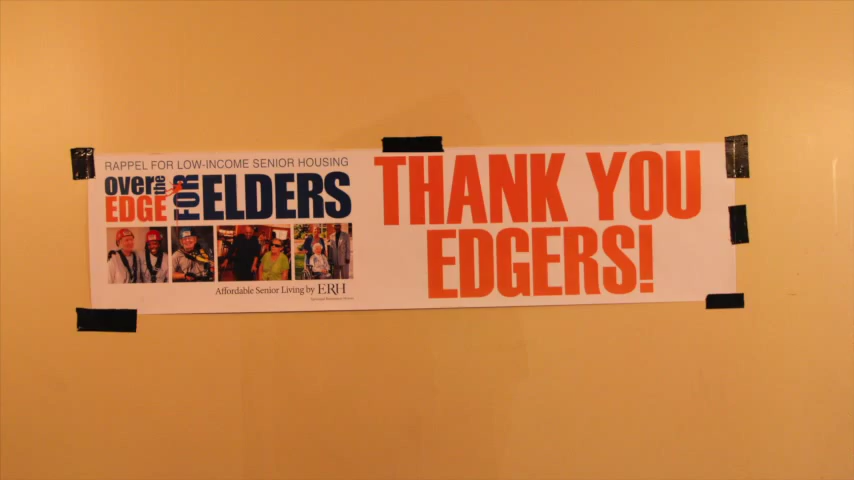 RAPPEL FOR LOW-INCOME SENIOR HOUSING
OVER the EDGE FOR ELDERS
Affordable Senior Living by ERH
THANK YOU
EDGERS!